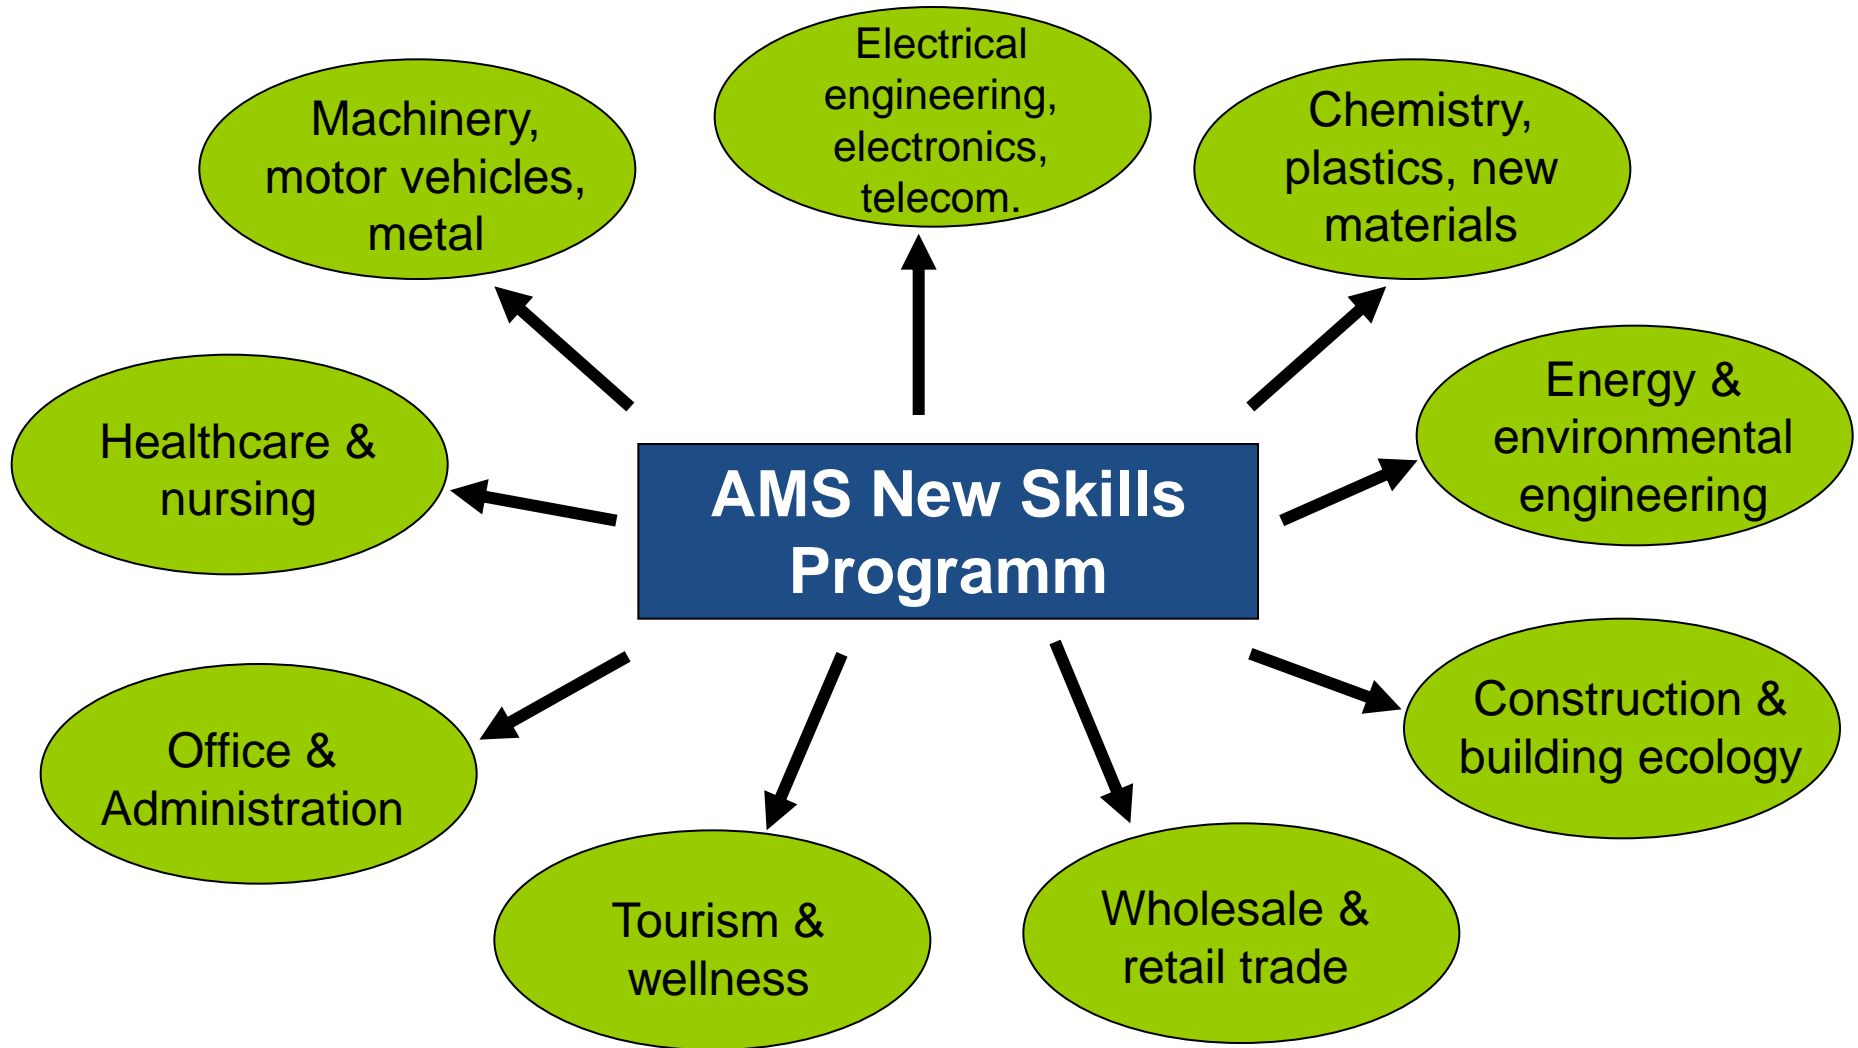 Electrical
engineering,
electronics,
telecom.
Machinery,
motor vehicles,
metal
Chemistry,
plastics, new
materials
Healthcare &
nursing
Energy &
environmental
engineering
AMS New Skills
Programm
Office &
Administration
Construction &
building ecology
Tourism &
wellness
Wholesale &
retail trade